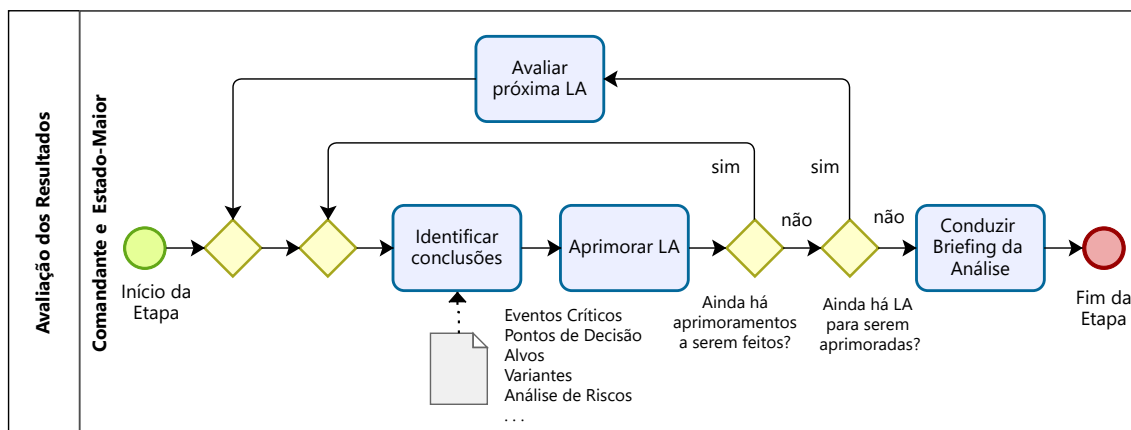 Avaliação dos Resultados
Comandante e Estado-Maior
Avaliar
próxima LA
sim
sim
não
não
Início da
Etapa
Identificar
conclusões
Aprimorar LA
Conduzir
Briefing da
Análise
Fim da
Etapa
Ainda há
aprimoramentos
a serem feitos?
Ainda há LA
para serem
aprimoradas?
Eventos Críticos
Pontos de Decisão
Alvos
Variantes
Análise de Riscos
. . .